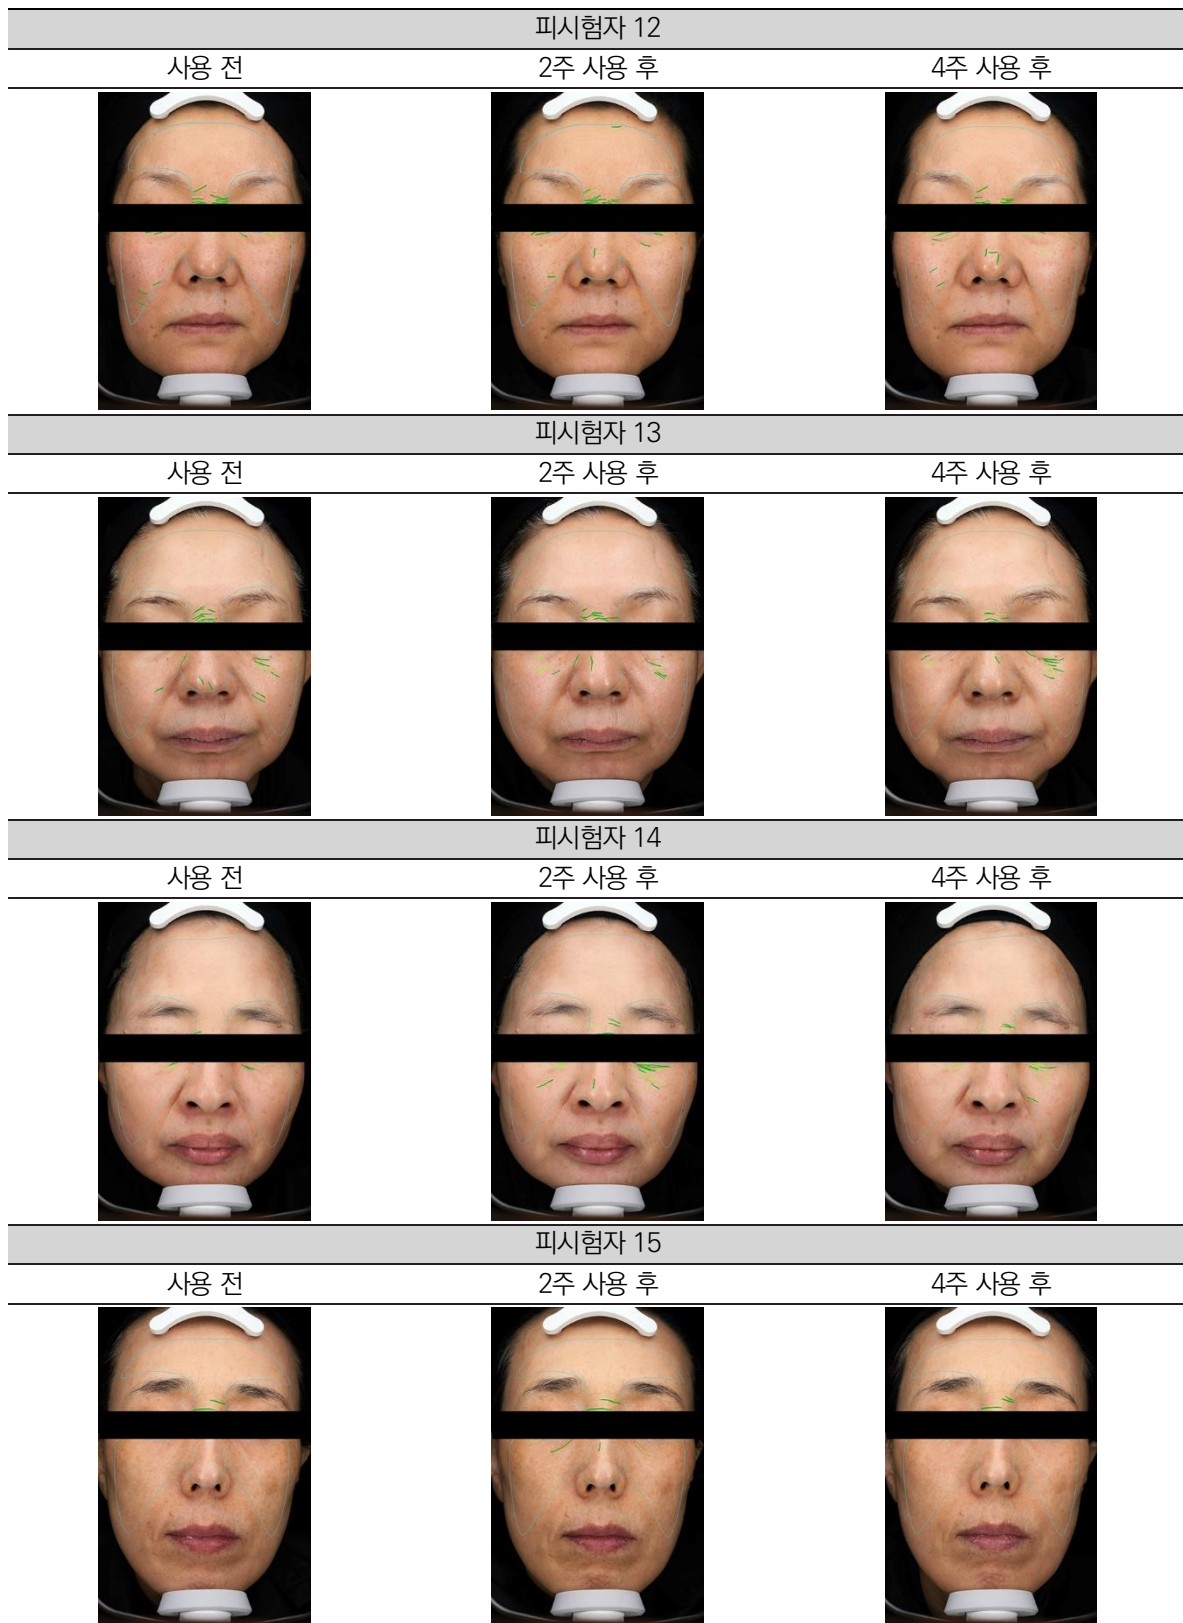 피시험자 12
사용 전 2주 사용 후 4주 사용 후
피시험자 13
사용 전 2주 사용 후 4주 사용 후
피시험자 14
사용 전 2주 사용 후 4주 사용 후
피시험자 15
사용 전 2주 사용 후 4주 사용 후